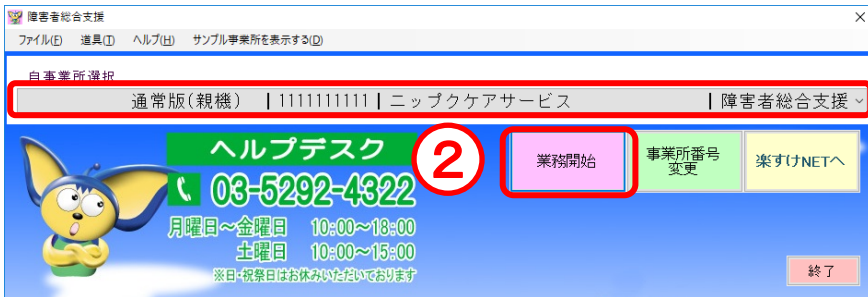 障害者総合支援
ファイル(F) 道具(T) ヘルプ(H) サンプル事業所を表示する(D)
自事業所選択
通常版(親機) |1111111111|ニップクケアサービス |障害者総合支援
ヘルプデスク
03-5292-4322
月曜日～金曜日 10:00～18:00
土曜日 10:00～15:00
※日・祝祭日はお休みいただいております
②
業務開始
事業所番号
変更
楽すけNETへ
終了